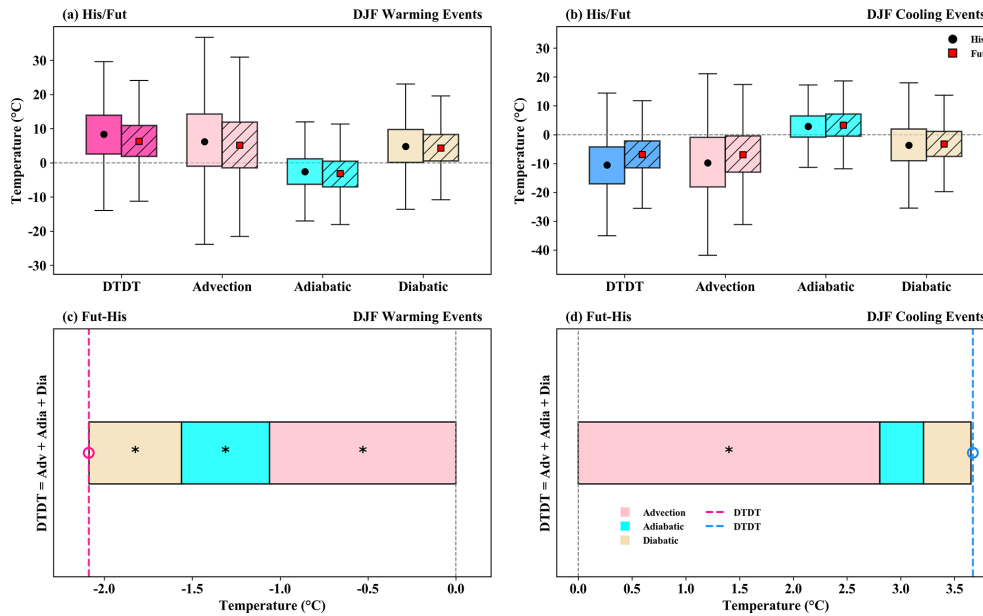 (a) His/Fut DJF Warming Events
Temperature (°C)
30
20
10
0
-10
-20
-30
DTDT Advection Adiabatic Diabatic
(b) His/Fut DJF Cooling Events
His
Fut
Temperature (°C)
30
20
10
0
-10
-20
-30
-40
DTDT Advection Adiabatic Diabatic
(c) Fut-His DJF Warming Events
DTDT = Adv + Adia + Dia
* * *
-2.0 -1.5 -1.0 -0.5 0.0
Temperature (°C)
(d) Fut-His DJF Cooling Events
DTDT = Adv + Adia + Dia
*
Advection DTDT
Adiabatic DTDT
Diabatic
0.0 0.5 1.0 1.5 2.0 2.5 3.0 3.5
Temperature (°C)